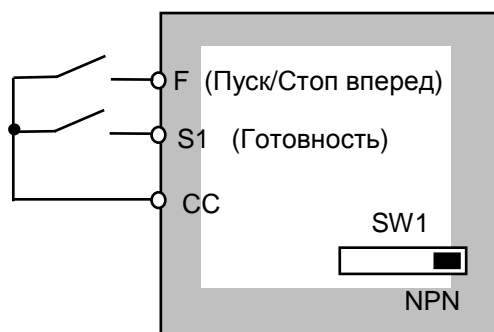 F (Пуск/Стоп вперед)
S1 (Готовность)
CC
SW1
NPN